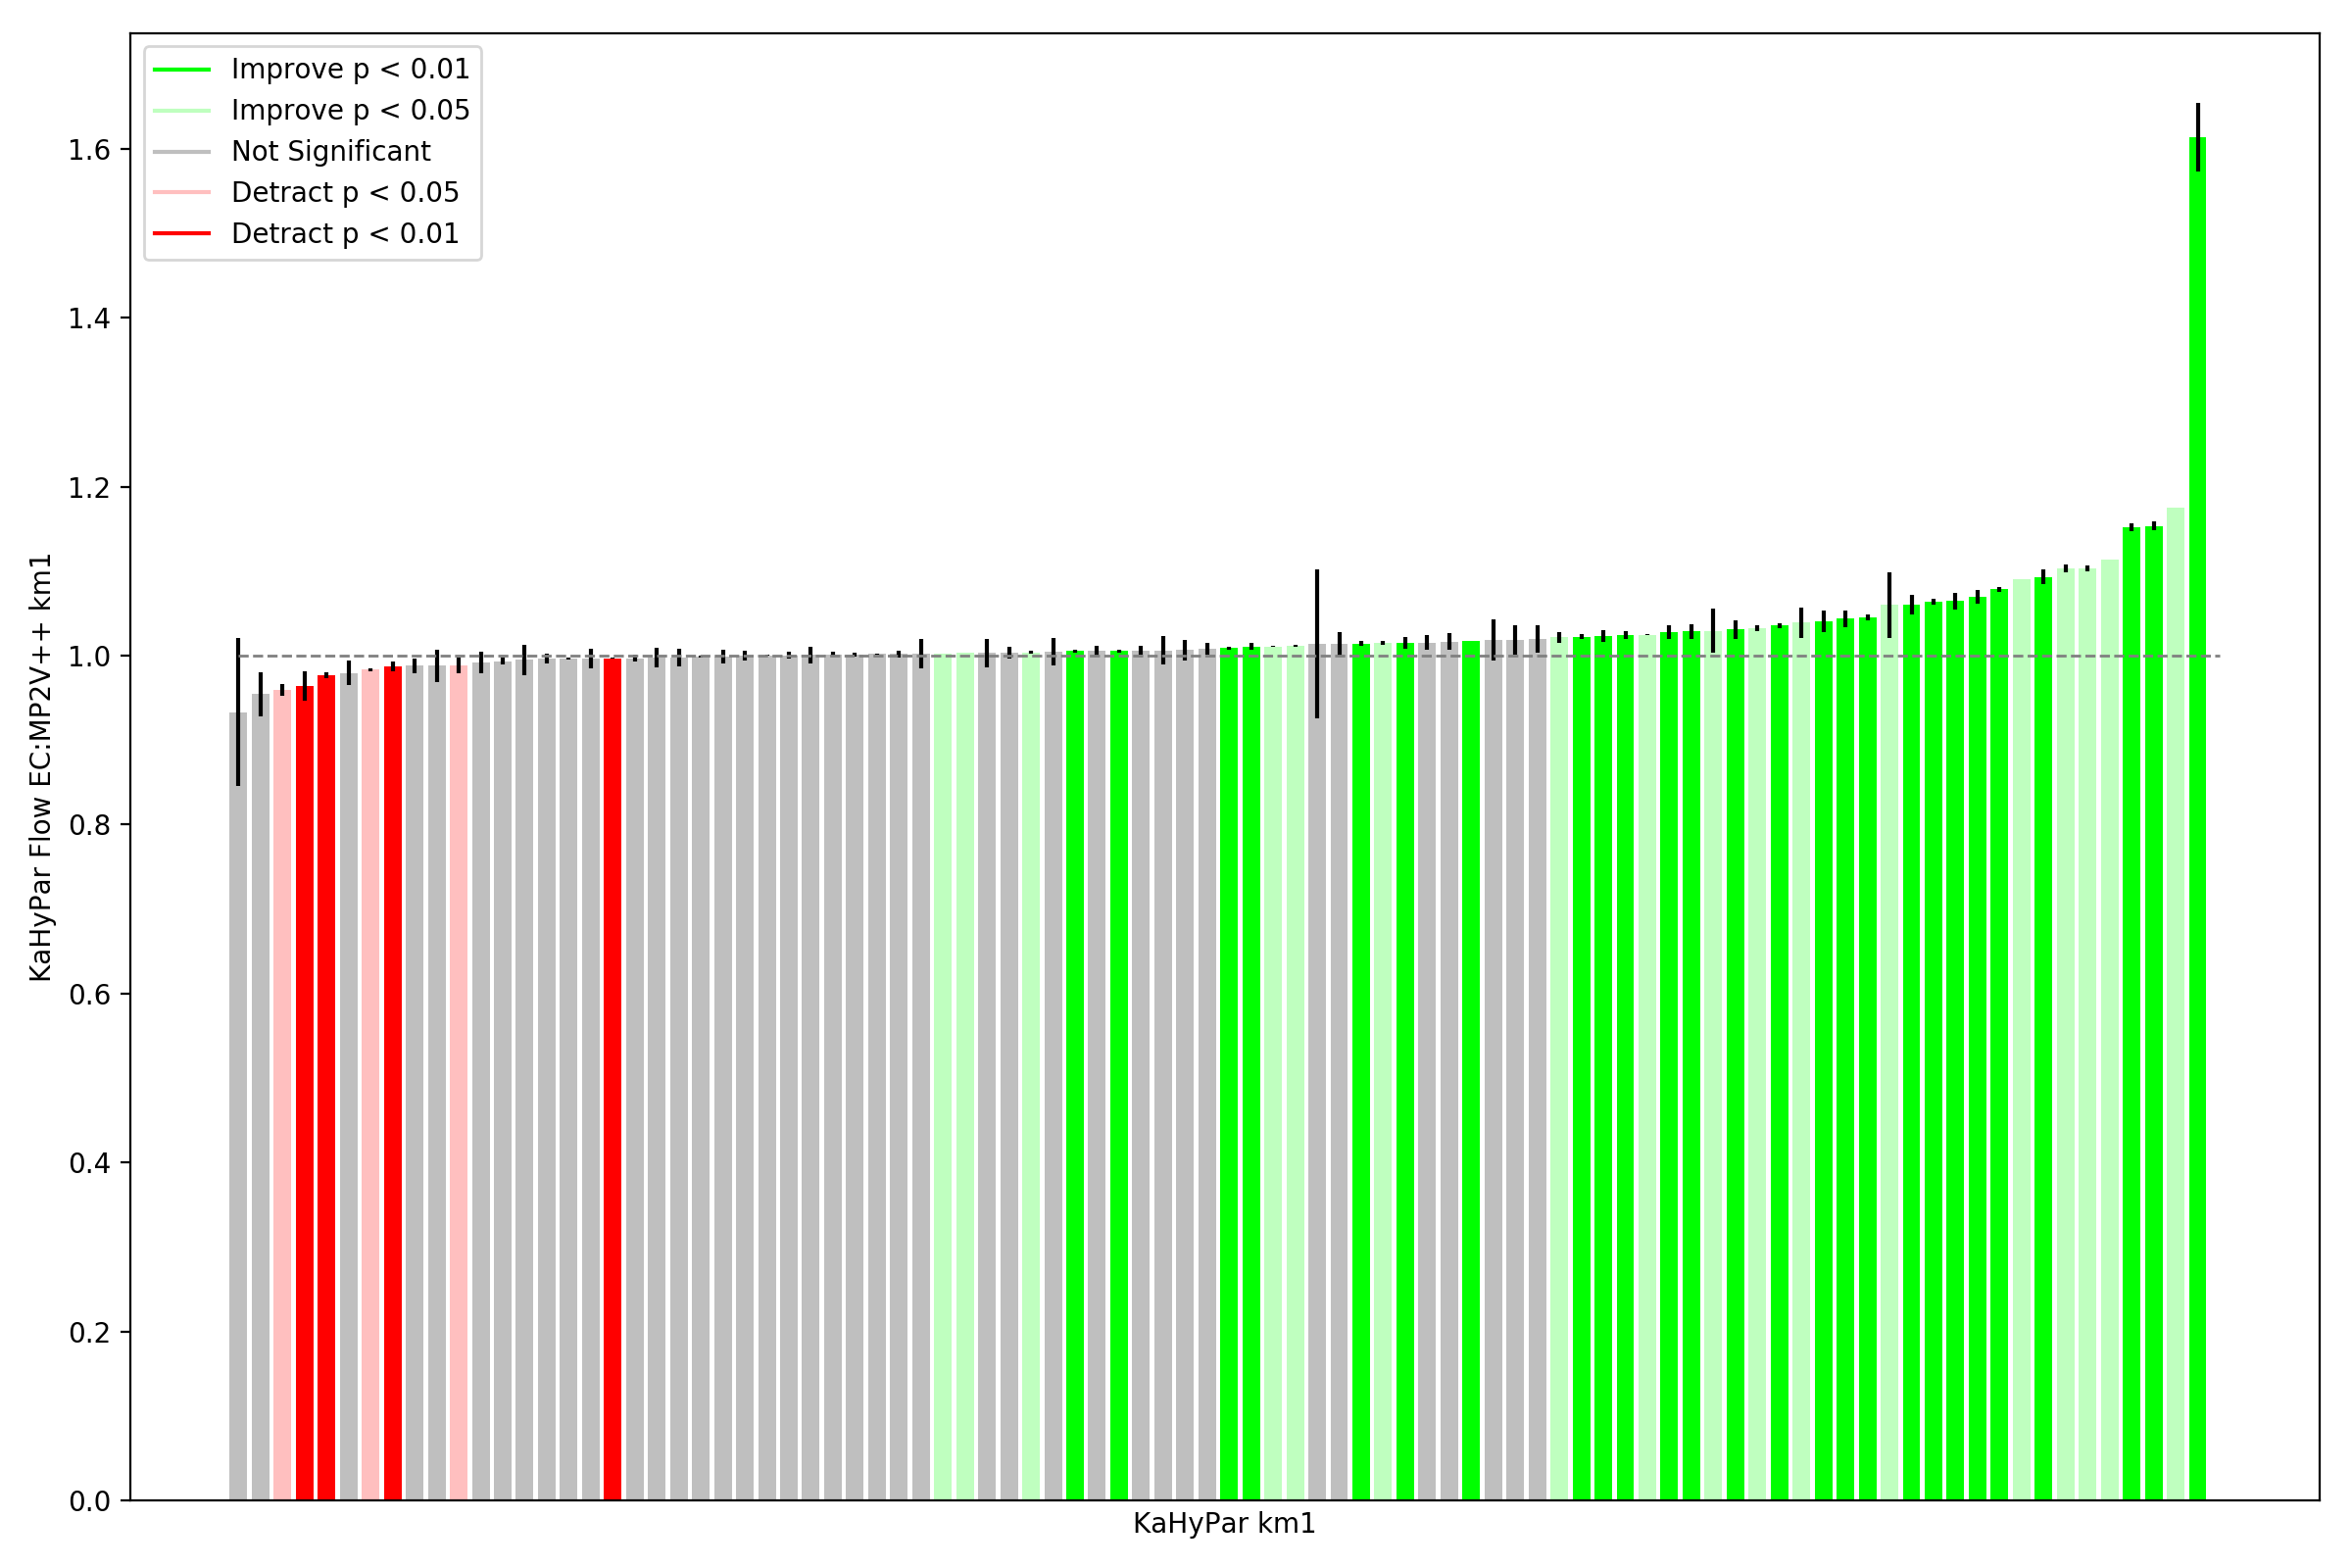 Improve p < 0.01
Improve p < 0.05
Not Significant
Detract p < 0.05
Detract p < 0.01
1.6
1.4
1.2
1.0
0.8
0.6
0.4
0.2
0.0
KaHyPar Flow EC:MP2V++ km1
KaHyPar km1